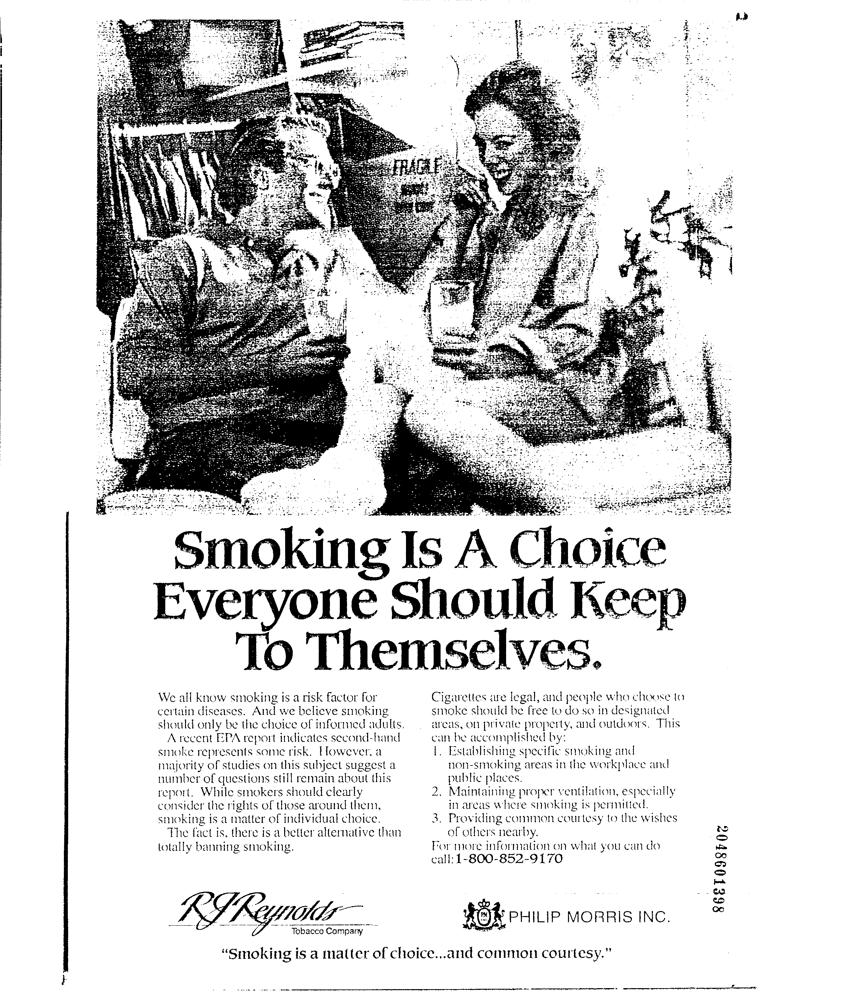 FRAGILE
Smoking Is A Choice
Everyone Should Keep
To Themselves.
We all know smoking is a risk factor for
certain diseases. And we believe smoking
should only be the choice of informed adults.
A recent EPA report indicates second-hand
smoke represents some risk. However, a
majority of studies on this subject suggest a
number of questions still remain about this
report. While smokers should clearly
consider the rights of those around them,
smoking is a matter of individual choice.
The fact is, there is a better alternative than
totally banning smoking.
Cigarettes are legal, and people who choose to
smoke should be free to do so in designated
areas, on private property, and outdoors. This
can be accomplished by:
1. Establishing specific smoking and
non-smoking areas in the workplace and
public places.
2. Maintaining proper ventilation, especially
in areas where smoking is permitted.
3. Providing common courtesy to the wishes
of others nearby.
For more information on what you can do
call: 1-800-852-9170
2048601398
RJReynolds
Tobacco Company
PHILIP MORRIS INC.
"Smoking is a matter of choice...and common courtesy."